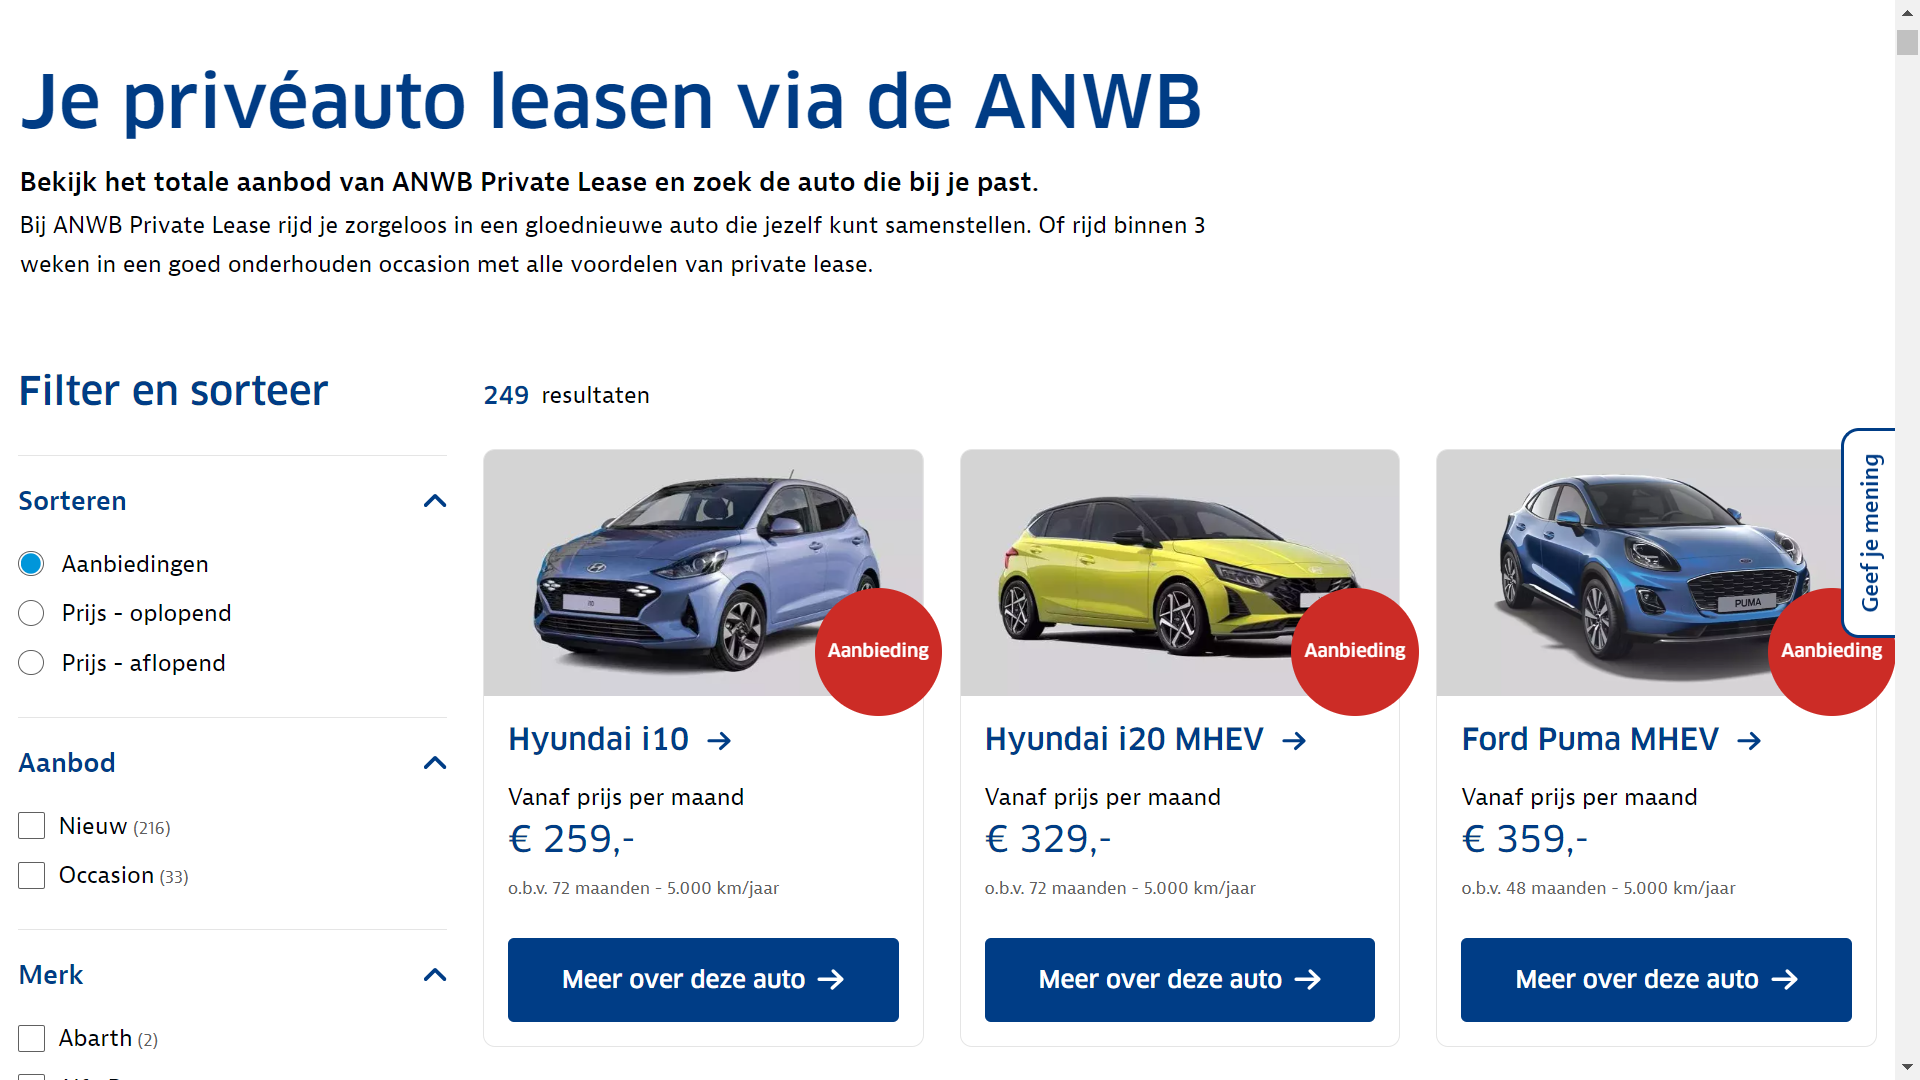 Je privéauto leasen via de ANWB
Bekijk het totale aanbod van ANWB Private Lease en zoek de auto die bij je past.
Bij ANWB Private Lease rijd je zorgeloos in een gloednieuwe auto die jezelf kunt samenstellen. Of rijd binnen 3
weken in een goed onderhouden occasion met alle voordelen van private lease.
Filter en sorteer
249 resultaten
Sorteren
Aanbiedingen
Prijs - oplopend
Prijs - aflopend
Aanbod
Nieuw (216)
Occasion (33)
Merk
Abarth (2)
i10
Aanbieding
Hyundai i10
Vanaf prijs per maand
€ 259,-
o.b.v. 72 maanden - 5.000 km/jaar
Meer over deze auto
Aanbieding
Hyundai i20 MHEV
Vanaf prijs per maand
€ 329,-
o.b.v. 72 maanden - 5.000 km/jaar
Meer over deze auto
PUMA
Aanbieding
Ford Puma MHEV
Vanaf prijs per maand
€ 359,-
o.b.v. 48 maanden - 5.000 km/jaar
Meer over deze auto
Geef je mening